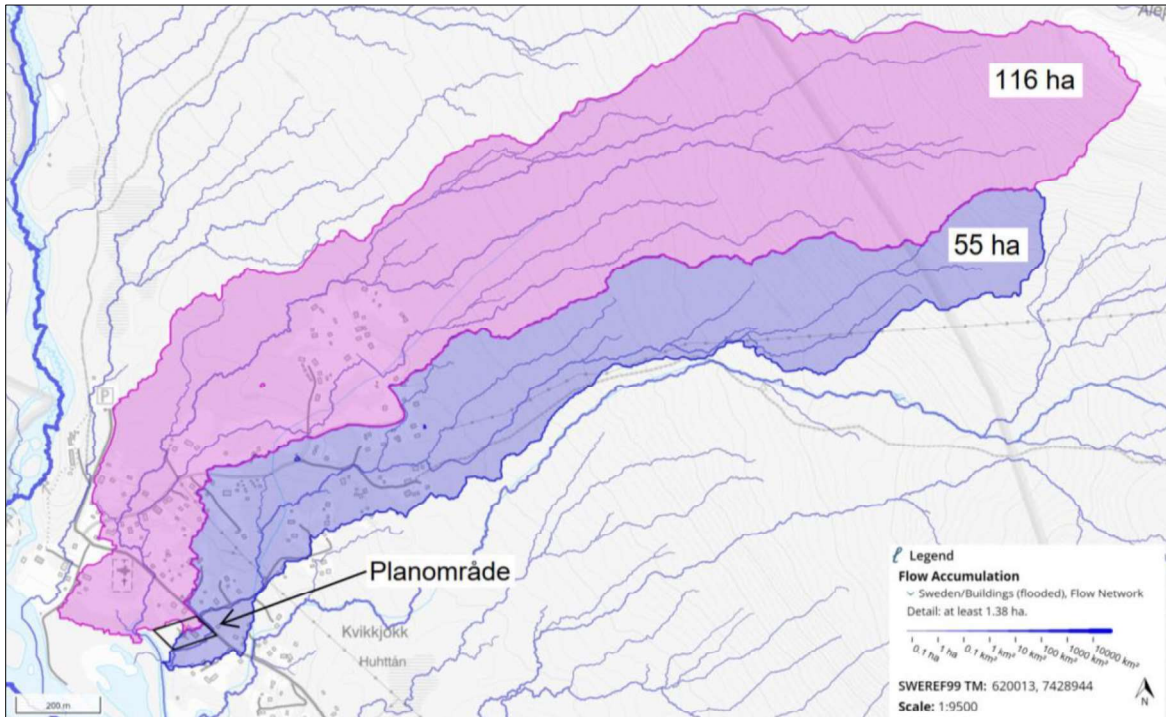 Alep
116 ha
55 ha
P
Planområde
Kvikkjokk
Huhttán
Legend
Flow Accumulation
Sweden/Buildings (flooded), Flow Network
Detail: at least 1.38 ha.
0.1 ha 1 ha 0.1 km² 1 km² 10 km² 100 km² 1000 km² 10000 km²
SWEREF99 TM: 620013, 7428944
Scale: 1:9500
N
200 m